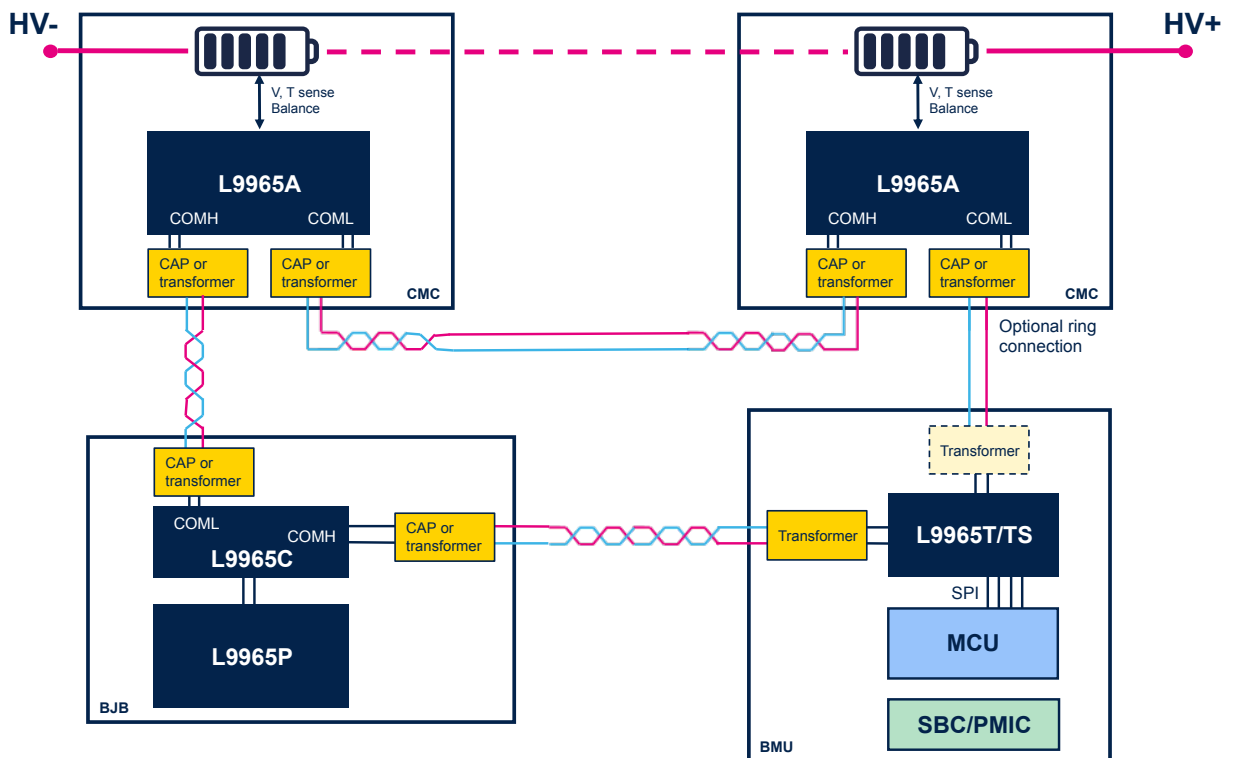 HV-
HV+
V, T sense
Balance
V, T sense
Balance
L9965A
COMH
COML
L9965A
COMH
COML
CAP or
transformer
CAP or
transformer
CMC
CAP or
transformer
CAP or
transformer
CMC
Optional ring
connection
CAP or
transformer
COML
COMH
L9965C
CAP or
transformer
L9965P
BJB
Transformer
Transformer
L9965T/TS
SPI
MCU
SBC/PMIC
BMU